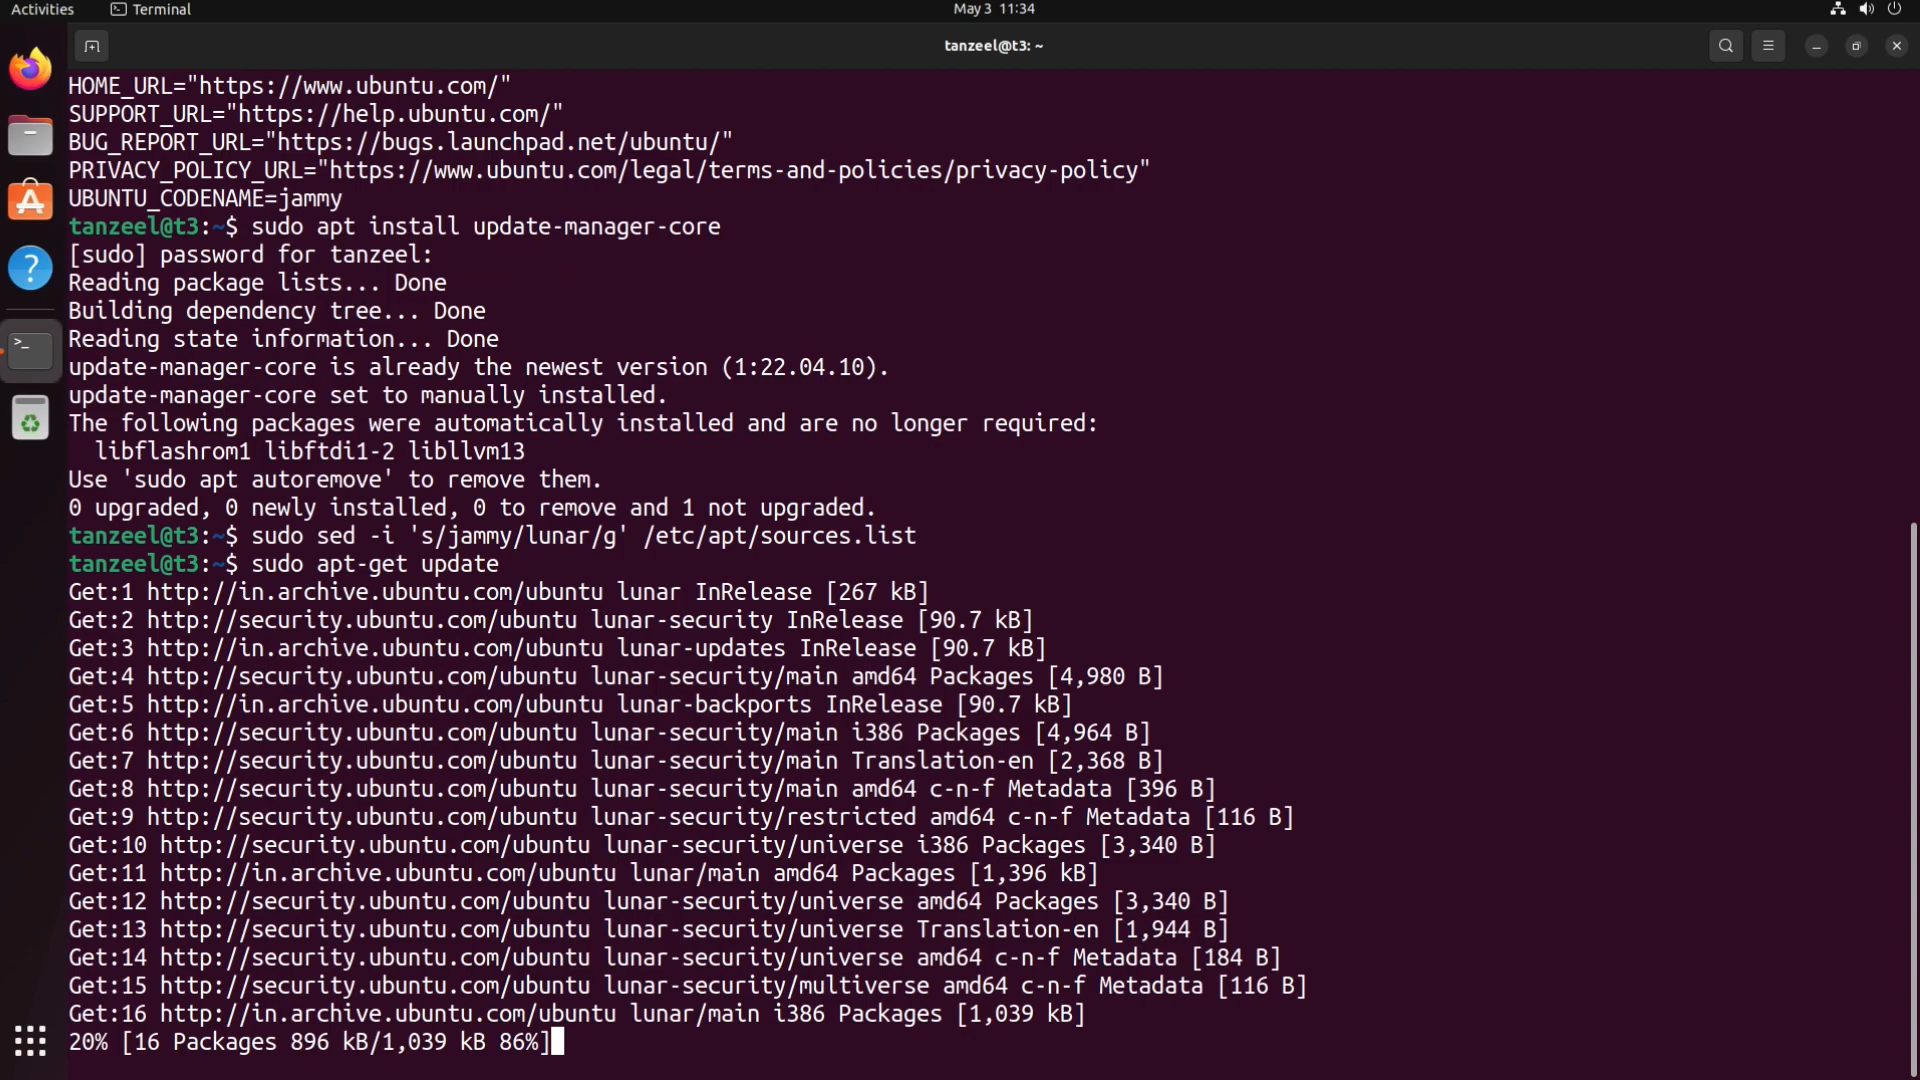 Activities
Terminal
May 3 11:34
tanzeel@t3: ~
HOME_URL="https://www.ubuntu.com/"
SUPPORT_URL="https://help.ubuntu.com/"
BUG_REPORT_URL="https://bugs.launchpad.net/ubuntu/"
PRIVACY_POLICY_URL="https://www.ubuntu.com/legal/terms-and-policies/privacy-policy"
UBUNTU_CODENAME=jammy
tanzeel@t3:~$ sudo apt install update-manager-core
[sudo] password for tanzeel:
Reading package lists... Done
Building dependency tree... Done
Reading state information... Done
update-manager-core is already the newest version (1:22.04.10).
update-manager-core set to manually installed.
The following packages were automatically installed and are no longer required:
  libflashrom1 libftdi1-2 libllvm13
Use 'sudo apt autoremove' to remove them.
0 upgraded, 0 newly installed, 0 to remove and 1 not upgraded.
tanzeel@t3:~$ sudo sed -i 's/jammy/lunar/g' /etc/apt/sources.list
tanzeel@t3:~$ sudo apt-get update
Get:1 http://in.archive.ubuntu.com/ubuntu lunar InRelease [267 kB]
Get:2 http://security.ubuntu.com/ubuntu lunar-security InRelease [90.7 kB]
Get:3 http://in.archive.ubuntu.com/ubuntu lunar-updates InRelease [90.7 kB]
Get:4 http://security.ubuntu.com/ubuntu lunar-security/main amd64 Packages [4,980 B]
Get:5 http://in.archive.ubuntu.com/ubuntu lunar-backports InRelease [90.7 kB]
Get:6 http://security.ubuntu.com/ubuntu lunar-security/main i386 Packages [4,964 B]
Get:7 http://security.ubuntu.com/ubuntu lunar-security/main Translation-en [2,368 B]
Get:8 http://security.ubuntu.com/ubuntu lunar-security/main amd64 c-n-f Metadata [396 B]
Get:9 http://security.ubuntu.com/ubuntu lunar-security/restricted amd64 c-n-f Metadata [116 B]
Get:10 http://security.ubuntu.com/ubuntu lunar-security/universe i386 Packages [3,340 B]
Get:11 http://in.archive.ubuntu.com/ubuntu lunar/main amd64 Packages [1,396 kB]
Get:12 http://security.ubuntu.com/ubuntu lunar-security/universe amd64 Packages [3,340 B]
Get:13 http://security.ubuntu.com/ubuntu lunar-security/universe Translation-en [1,944 B]
Get:14 http://security.ubuntu.com/ubuntu lunar-security/universe amd64 c-n-f Metadata [184 B]
Get:15 http://security.ubuntu.com/ubuntu lunar-security/multiverse amd64 c-n-f Metadata [116 B]
Get:16 http://in.archive.ubuntu.com/ubuntu lunar/main i386 Packages [1,039 kB]
20% [16 Packages 896 kB/1,039 kB 86%]